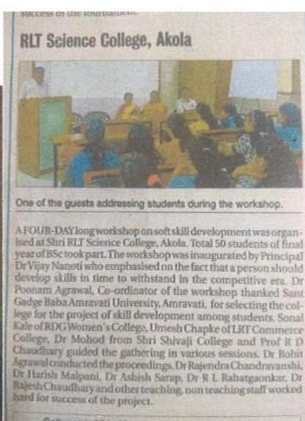 success of the tournament.
RLT Science College, Akola
One of the guests addressing students during the workshop.
A FOUR-DAY long workshop on soft skill development was organ-
ised at Shri RLT Science College, Akola. Total 50 students of final
year of BSc took part. The workshop was inaugurated by Principal
Dr Vijay Nanoti who emphasised on the fact that a person should
develop skills in time to withstand in the competitive era. Dr
Poonam Agrawal, Co-ordinator of the workshop thanked Sant
Gadge Baba Amravati University, Amravati, for selecting the col-
lege for the project of skill development among students. Sonal
Kale of RDG Women's College, Umesh Chapke of LRT Commerce
College, Dr Mohod from Shri Shivaji College and Prof R D
Chaudhary guided the gathering in various sessions. Dr Rohit
Agrawal conducted the proceedings. Dr Rajendra Chandravanshi,
Dr Harish Malpani, Dr Ashish Sarap, Dr R L Rahatgaonkar, Dr
Rajesh Chaudhary and other teaching, non teaching staff worked
hard for success of the project.